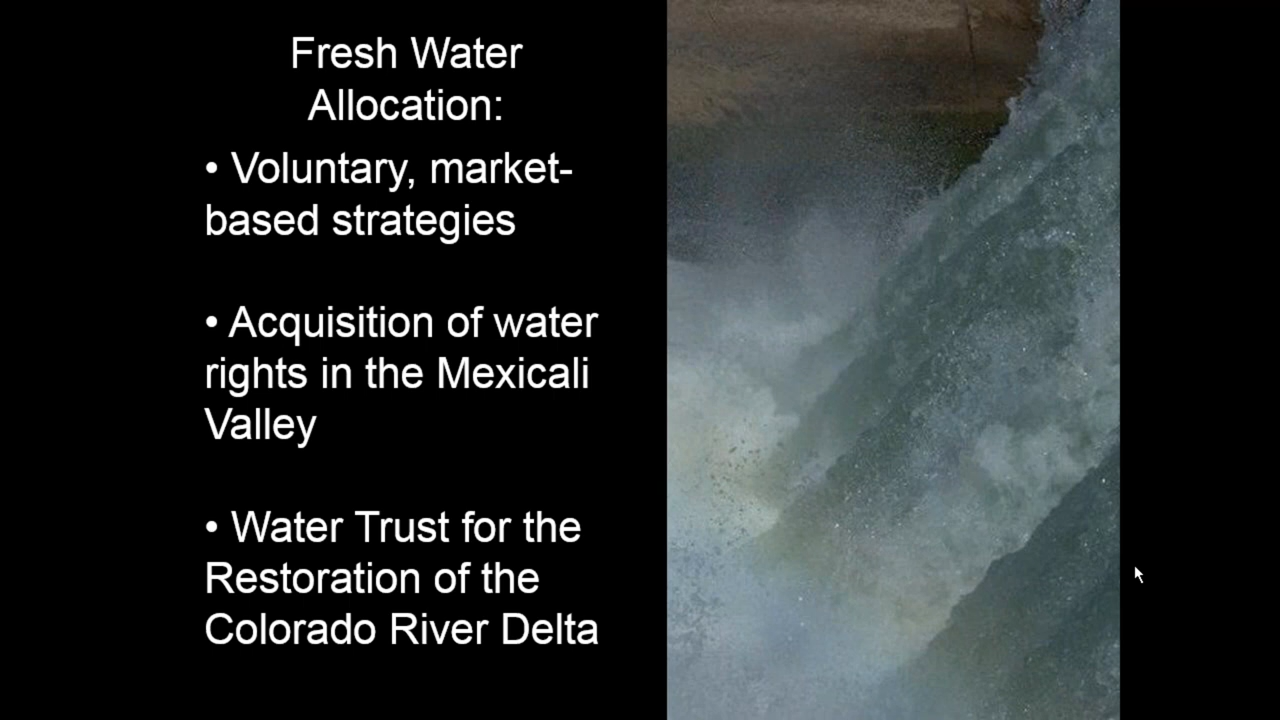 Fresh Water
Allocation:
• Voluntary, market-
based strategies
• Acquisition of water
rights in the Mexicali
Valley
• Water Trust for the
Restoration of the
Colorado River Delta